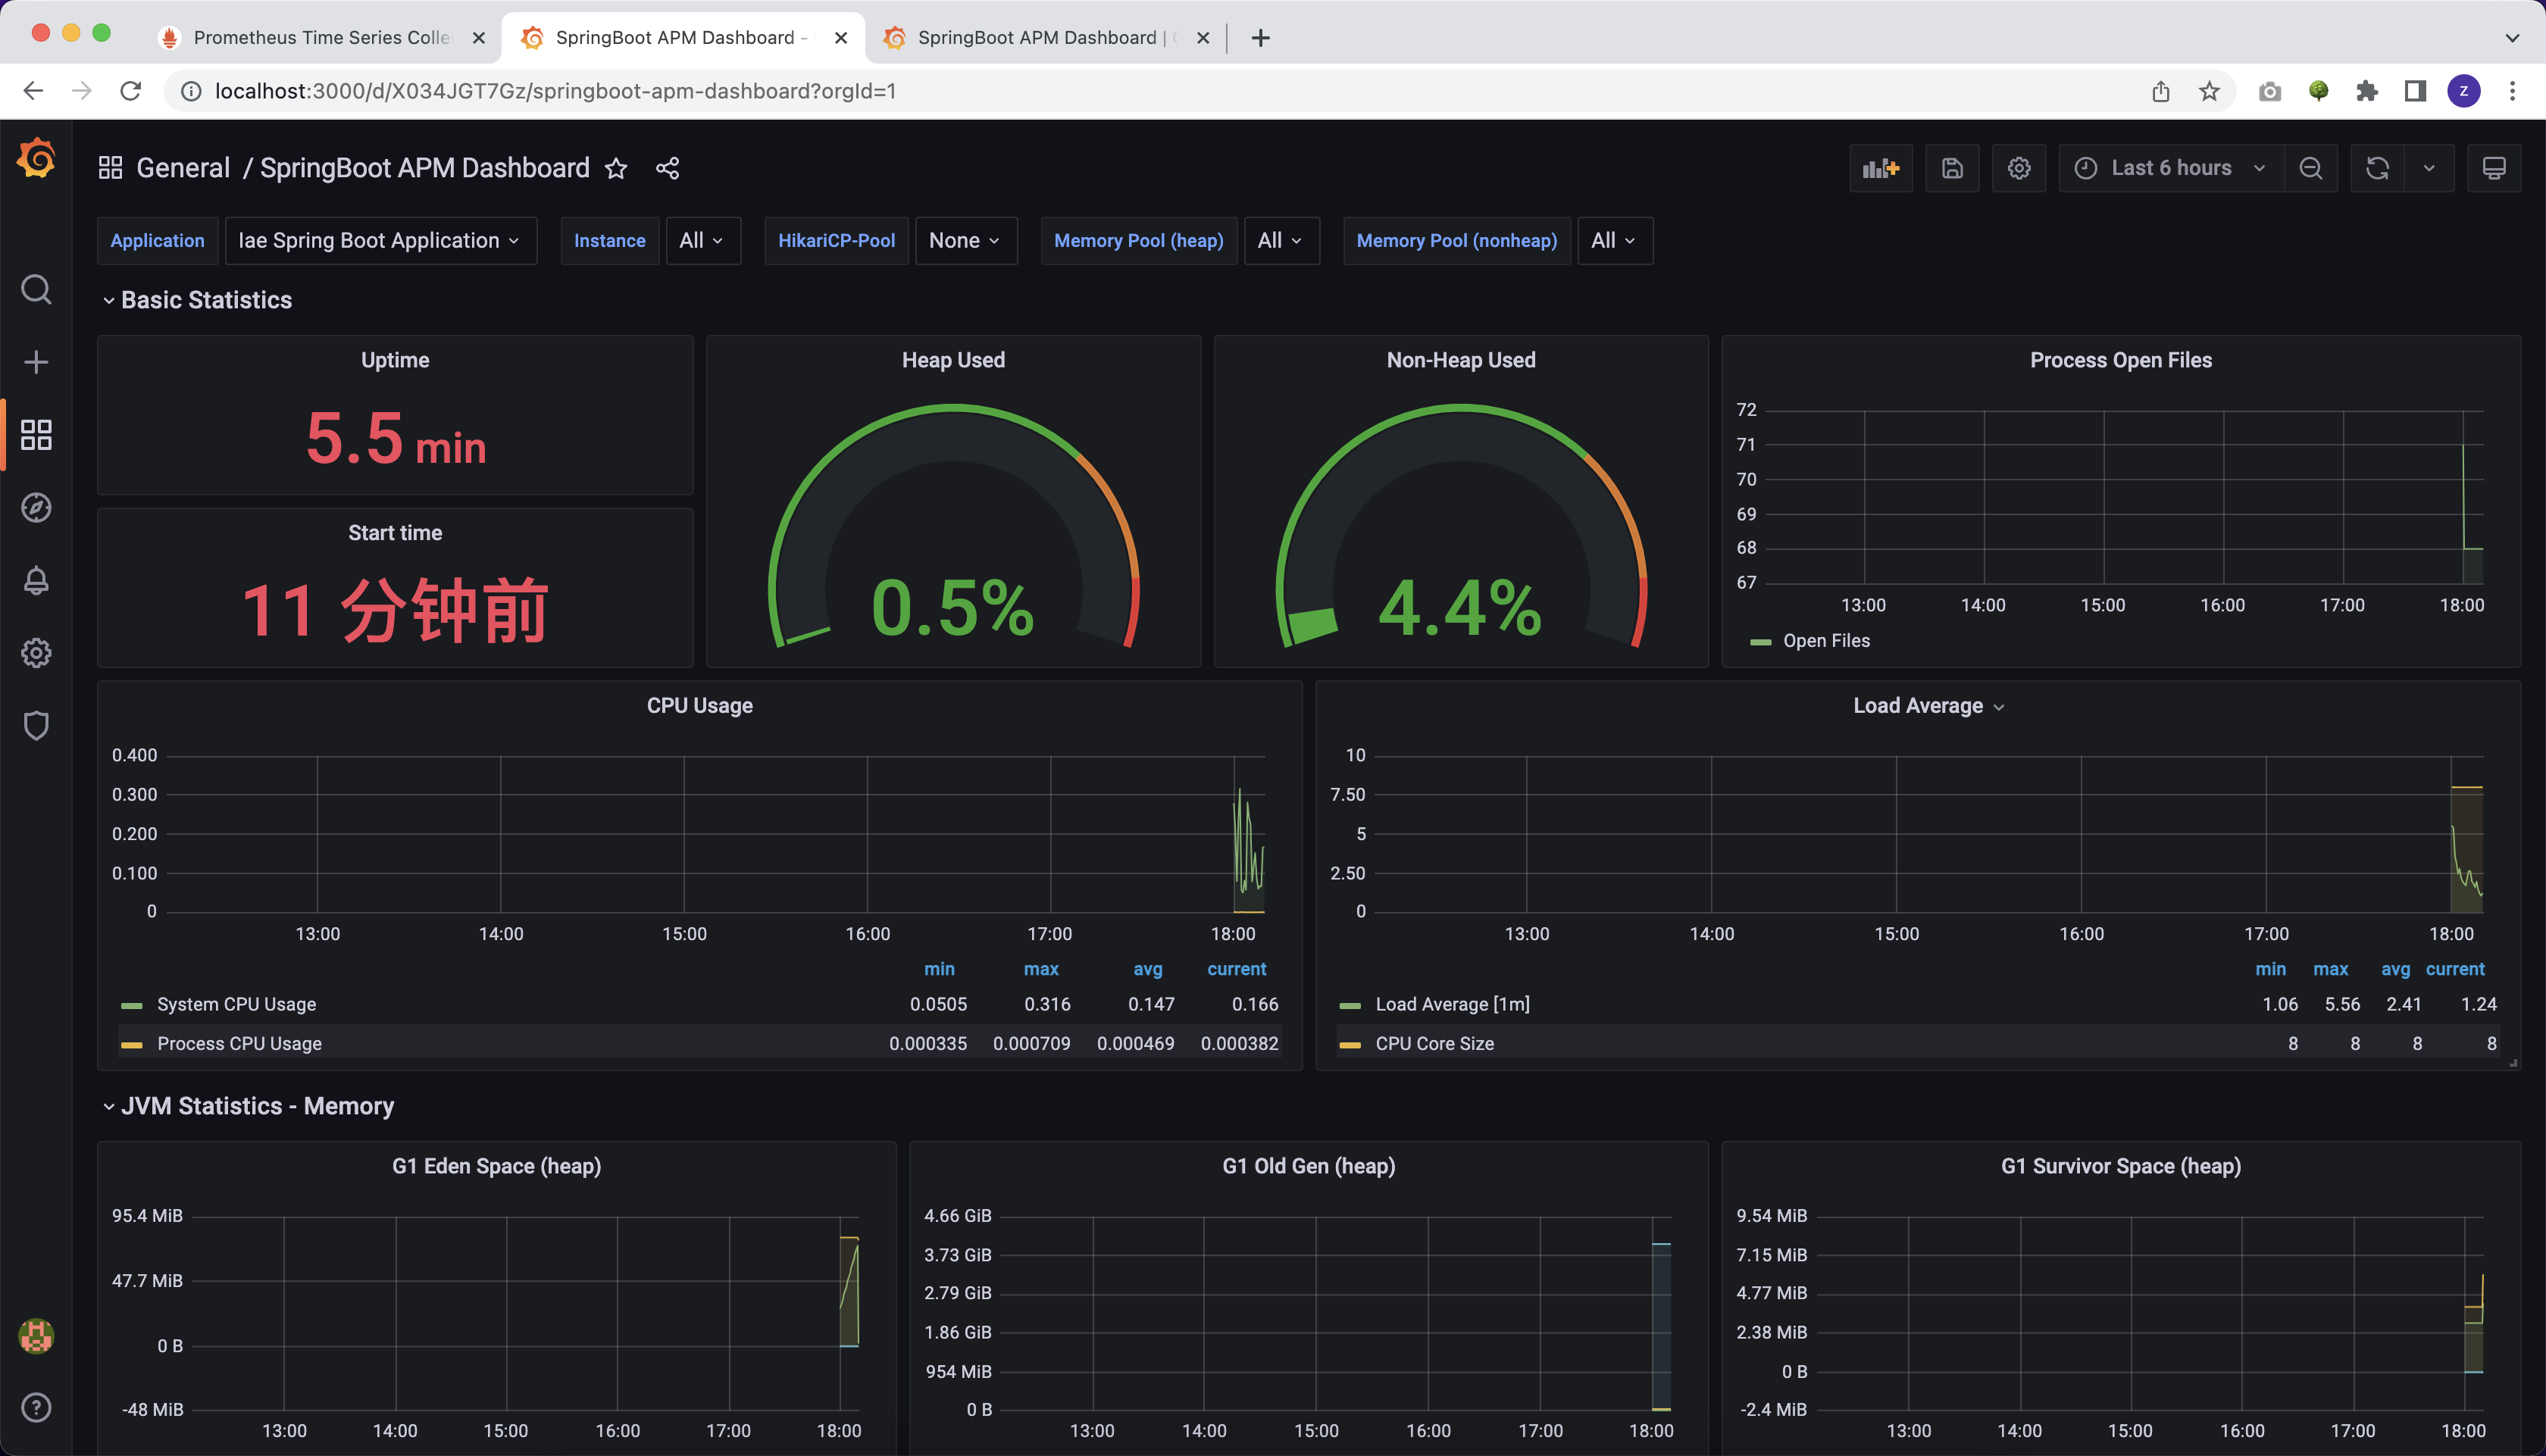 Prometheus Time Series Colle
SpringBoot APM Dashboard -
SpringBoot APM Dashboard |
localhost:3000/d/X034JGT7Gz/springboot-apm-dashboard?orgId=1
z
General / SpringBoot APM Dashboard
Last 6 hours
Application lae Spring Boot Application Instance All HikariCP-Pool None Memory Pool (heap) All Memory Pool (nonheap) All
Basic Statistics
Uptime
5.5 min
Start time
11 分钟前
Heap Used
0.5%
Non-Heap Used
4.4%
Process Open Files
72
71
70
69
68
67
13:00 14:00 15:00 16:00 17:00 18:00
Open Files
CPU Usage
0.400
0.300
0.200
0.100
0
13:00 14:00 15:00 16:00 17:00 18:00
min max avg current
System CPU Usage 0.0505 0.316 0.147 0.166
Process CPU Usage 0.000335 0.000709 0.000469 0.000382
Load Average
10
7.50
5
2.50
0
13:00 14:00 15:00 16:00 17:00 18:00
min max avg current
Load Average [1m] 1.06 5.56 2.41 1.24
CPU Core Size 8 8 8 8
JVM Statistics - Memory
G1 Eden Space (heap)
95.4 MiB
47.7 MiB
0 B
-48 MiB
13:00 14:00 15:00 16:00 17:00 18:00
G1 Old Gen (heap)
4.66 GiB
3.73 GiB
2.79 GiB
1.86 GiB
954 MiB
0 B
13:00 14:00 15:00 16:00 17:00 18:00
G1 Survivor Space (heap)
9.54 MiB
7.15 MiB
4.77 MiB
2.38 MiB
0 B
-2.4 MiB
13:00 14:00 15:00 16:00 17:00 18:00